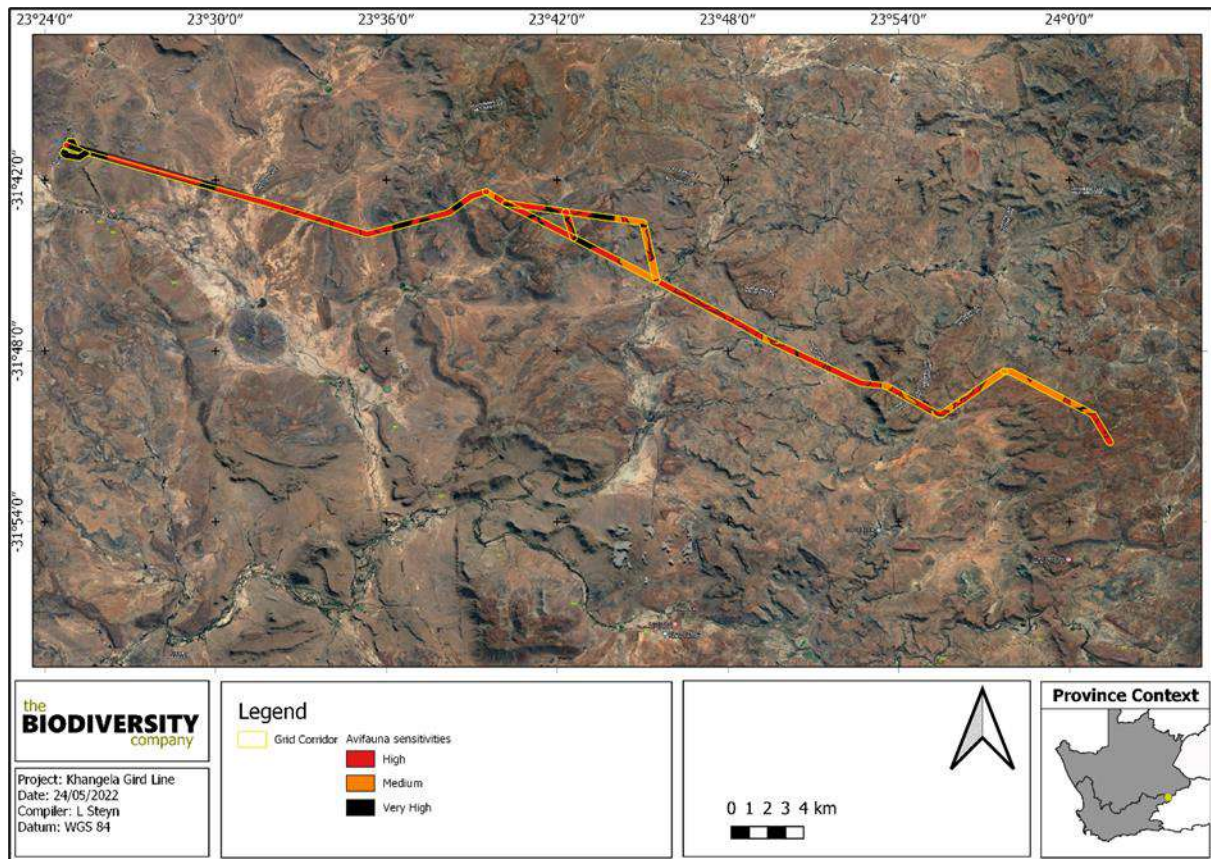 23°24′0″ 23°30′0″ 23°36′0″ 23°42′0″ 23°48′0″ 23°54′0″ 24°0′0″
-31°42′0″
-31°48′0″
-31°54′0″
the
BIODIVERSITY
company
Project: Khangela Gird Line
Date: 24/05/2022
Compiler: L Steyn
Datum: WGS 84
Legend
Grid Corridor
Avifauna sensitivities
High
Medium
Very High
0 1 2 3 4 km
Province Context